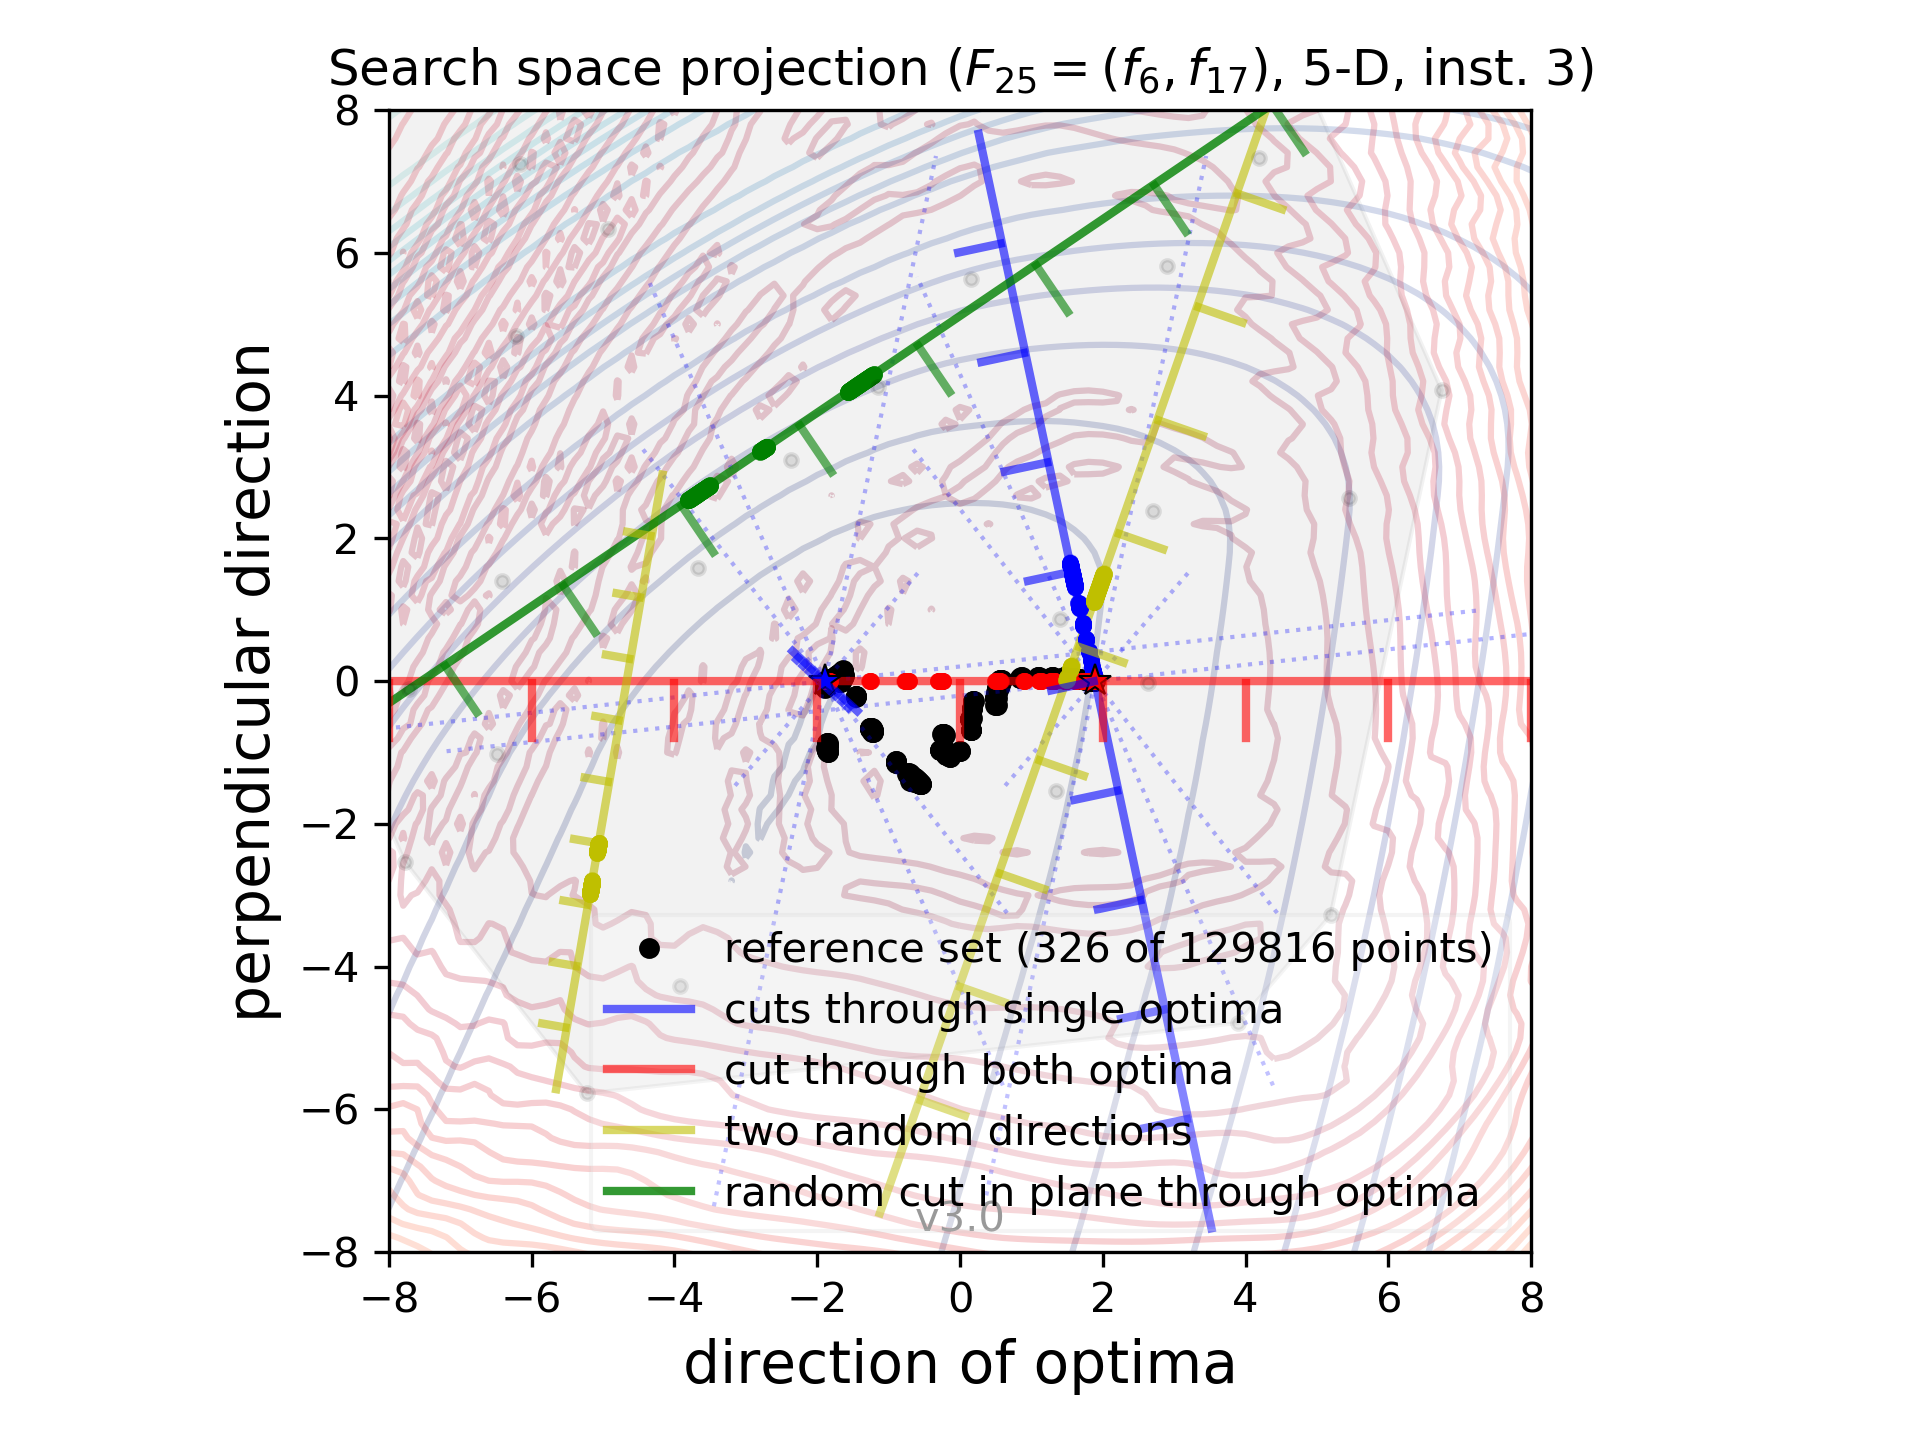 Search space projection (F₂₅ = (f₆, f₁₇), 5-D, inst. 3)
perpendicular direction
8
6
4
2
0
−2
−4
−6
−8
reference set (326 of 129816 points)
cuts through single optima
cut through both optima
two random directions
random cut in plane through optima
v3.0
−8 −6 −4 −2 0 2 4 6 8
direction of optima